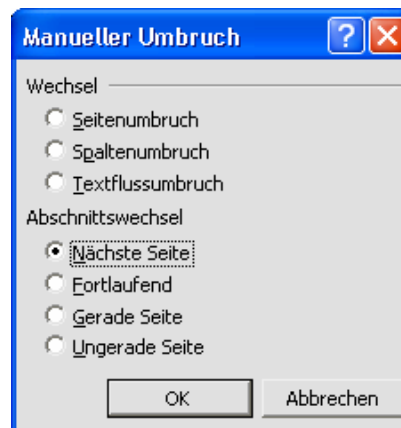 Manueller Umbruch
Wechsel
Seitenumbruch
Spaltenumbruch
Textflussumbruch
Abschnittswechsel
Nächste Seite
Fortlaufend
Gerade Seite
Ungerade Seite
OK Abbrechen